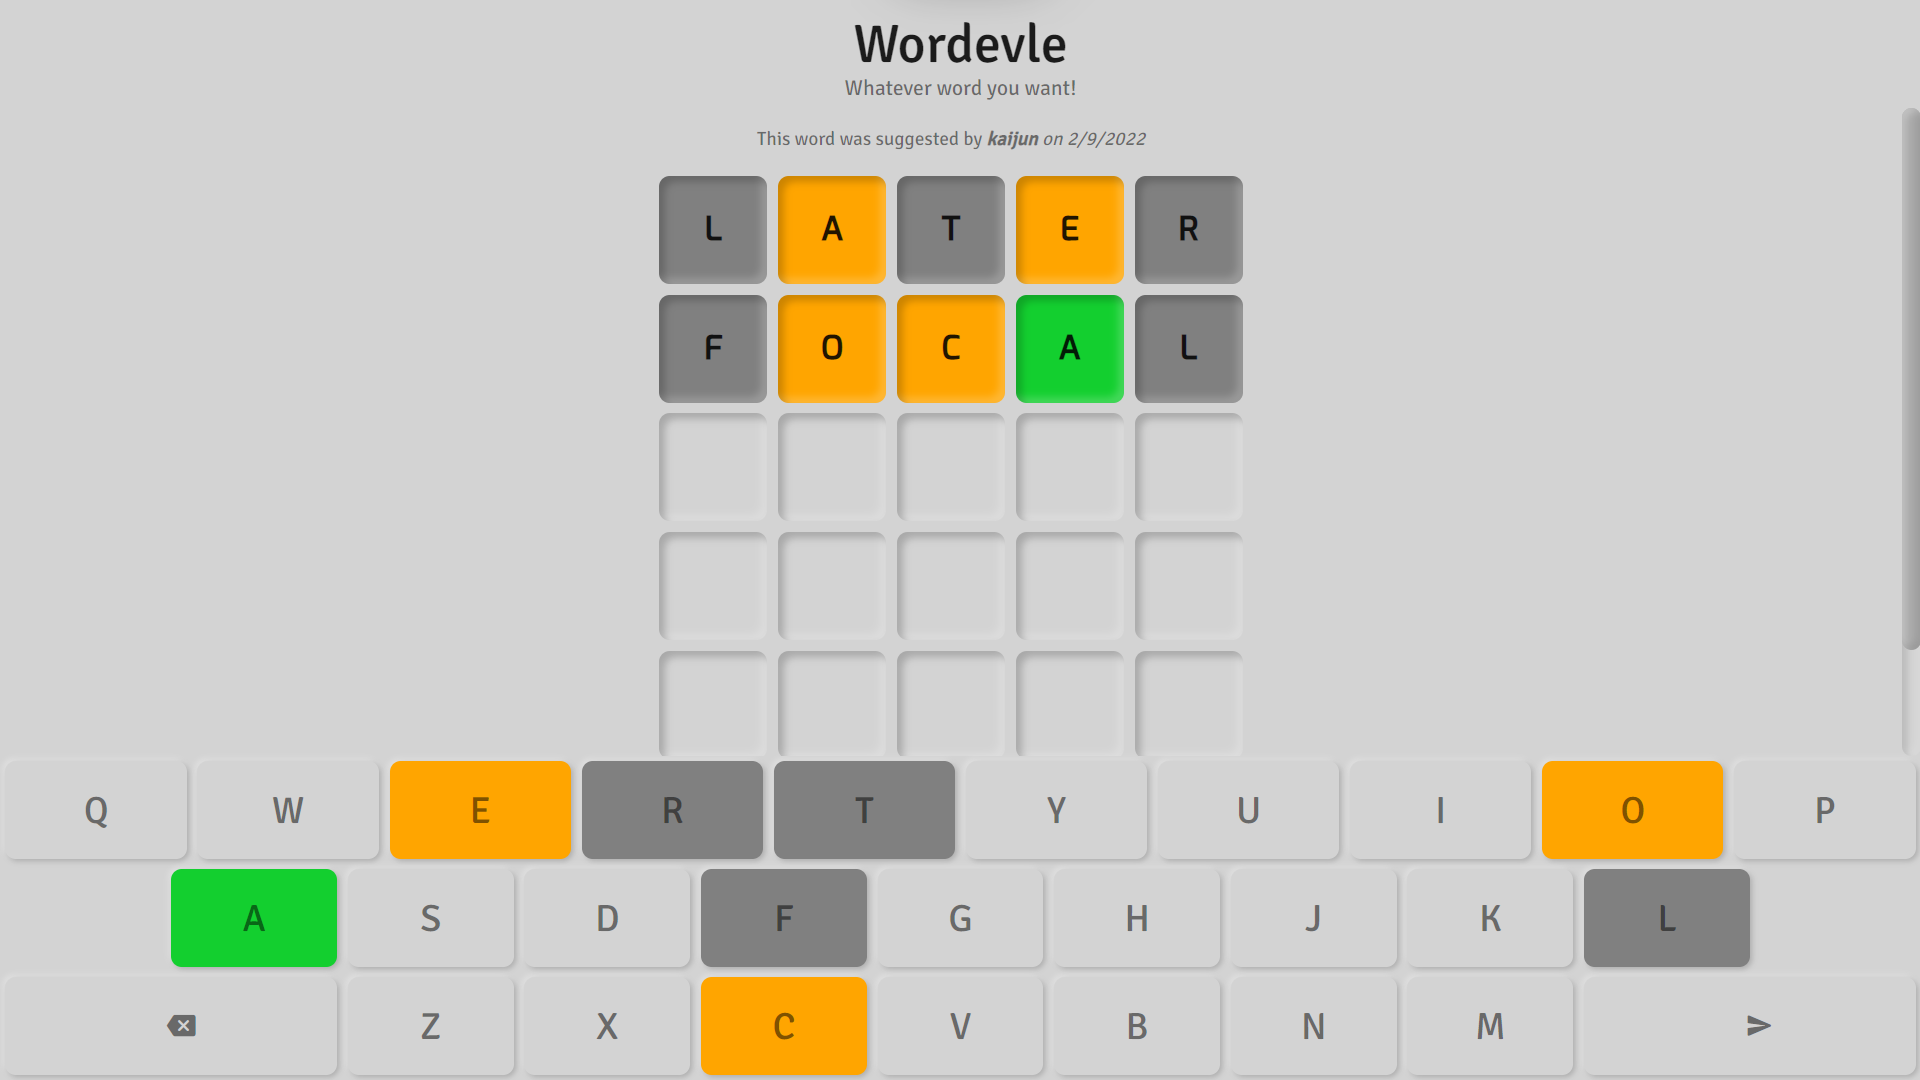 Wordevle
Whatever word you want!
This word was suggested by kaijun on 2/9/2022
L A T E R
F O C A L
Q W E R T Y U I O P
A S D F G H J K L
Z X C V B N M